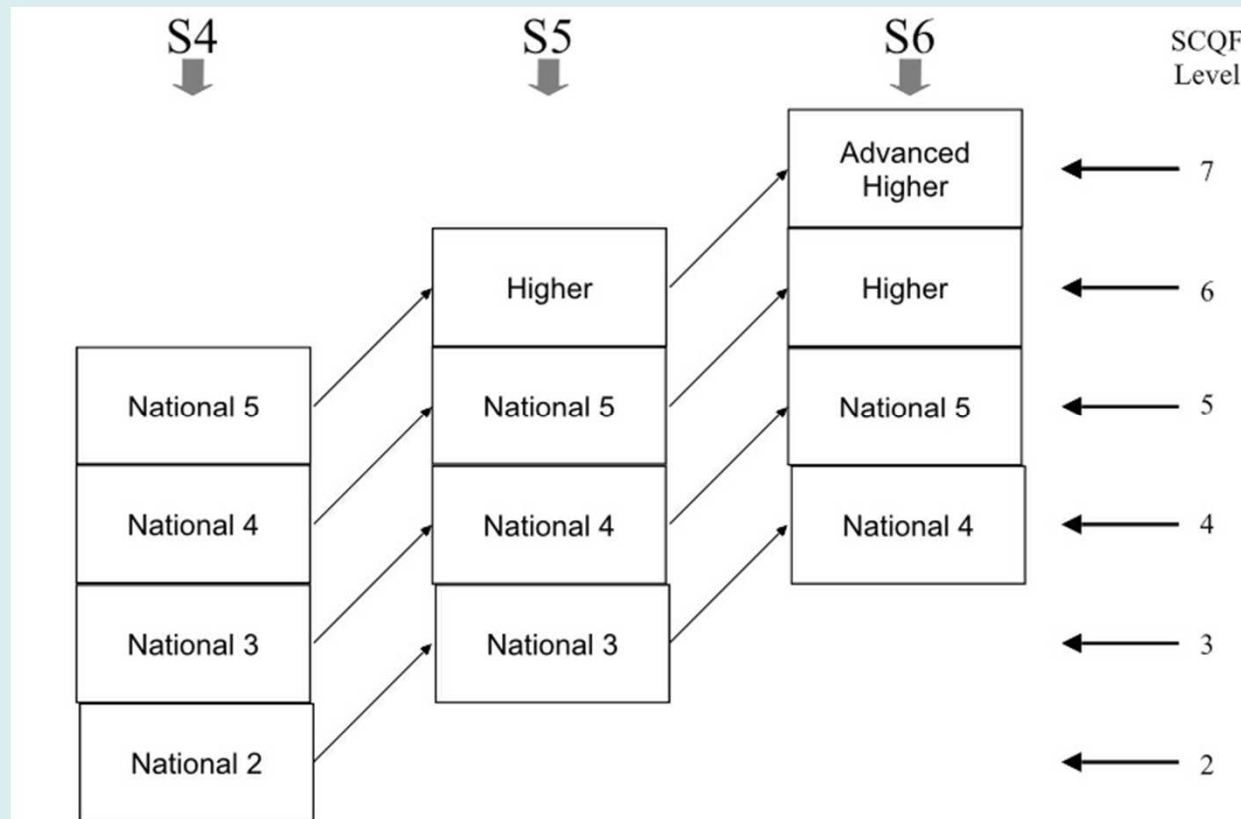 S4
S5
S6
SCQF
Level
Advanced
Higher
7
Higher
Higher
6
National 5
National 5
National 5
5
National 4
National 4
National 4
4
National 3
National 3
3
National 2
2